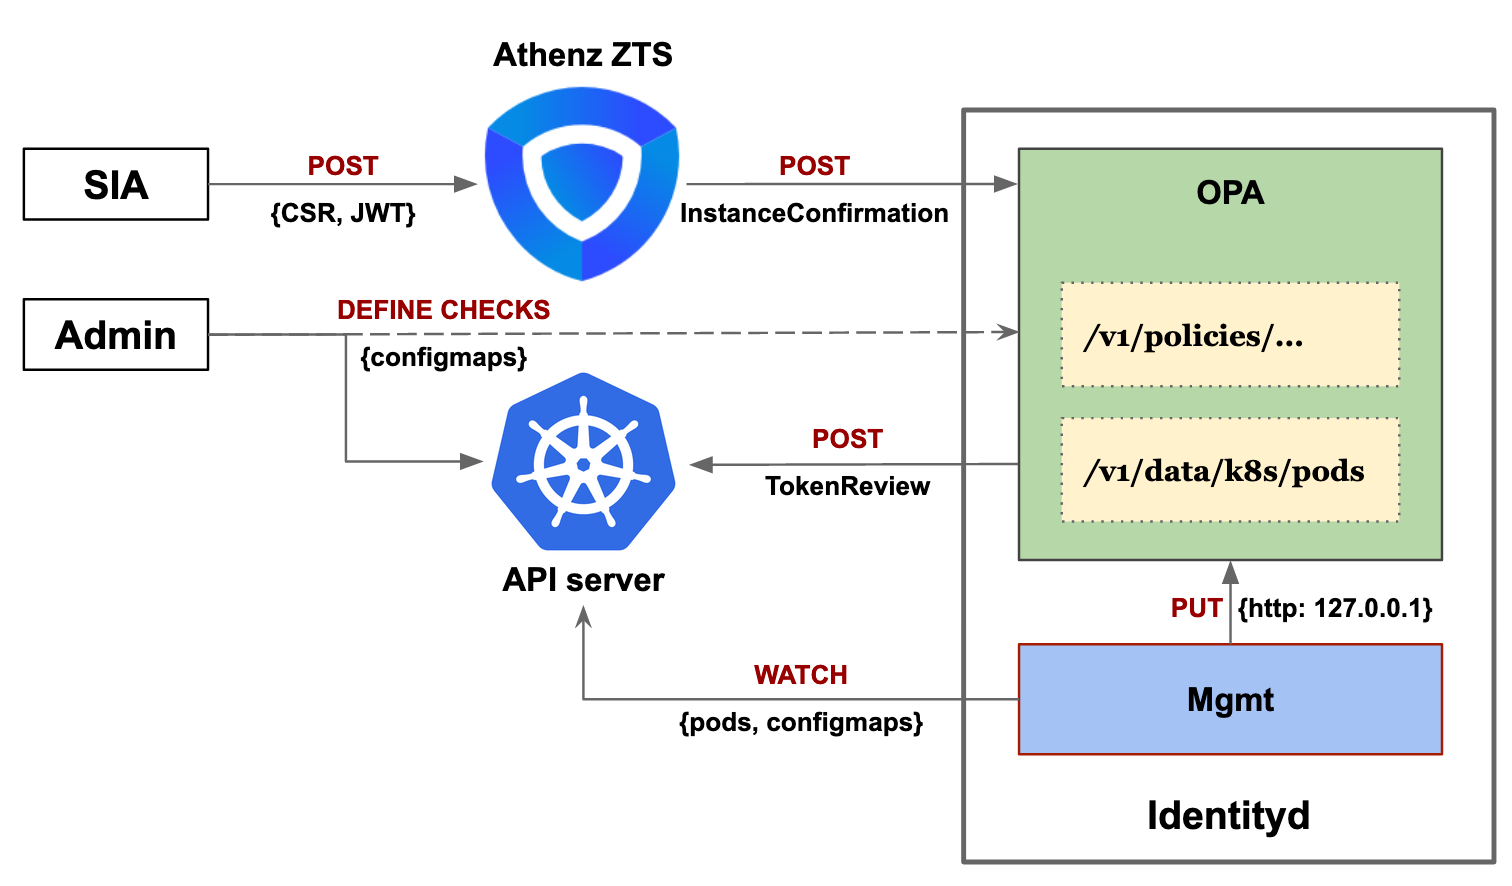 Athenz ZTS
SIA
POST
{CSR, JWT}
POST
InstanceConfirmation
OPA
Admin
DEFINE CHECKS
{configmaps}
/v1/policies/...
POST
TokenReview
/v1/data/k8s/pods
API server
PUT {http: 127.0.0.1}
WATCH
{pods, configmaps}
Mgmt
Identityd